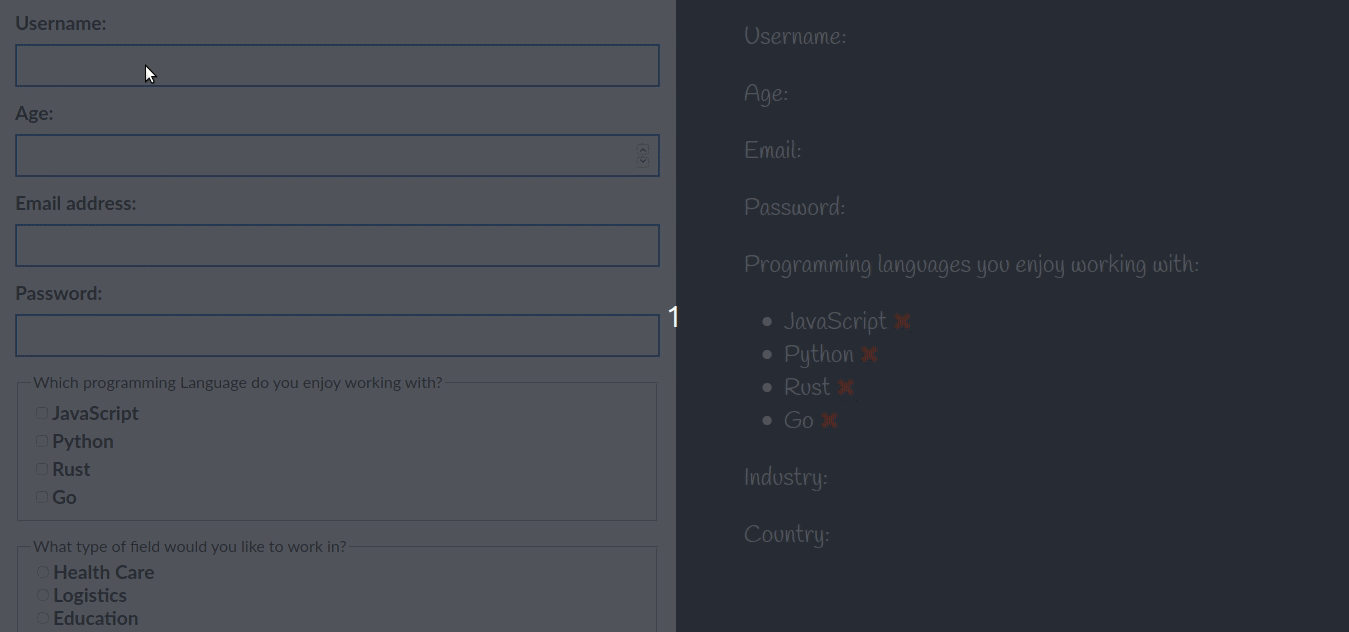 Username:
Age:
Email address:
Password:
Which programming Language do you enjoy working with?
JavaScript
Python
Rust
Go
What type of field would you like to work in?
Health Care
Logistics
Education
1
Username:
Age:
Email:
Password:
Programming languages you enjoy working with:
JavaScript ✖
Python ✖
Rust ✖
Go ✖
Industry:
Country: